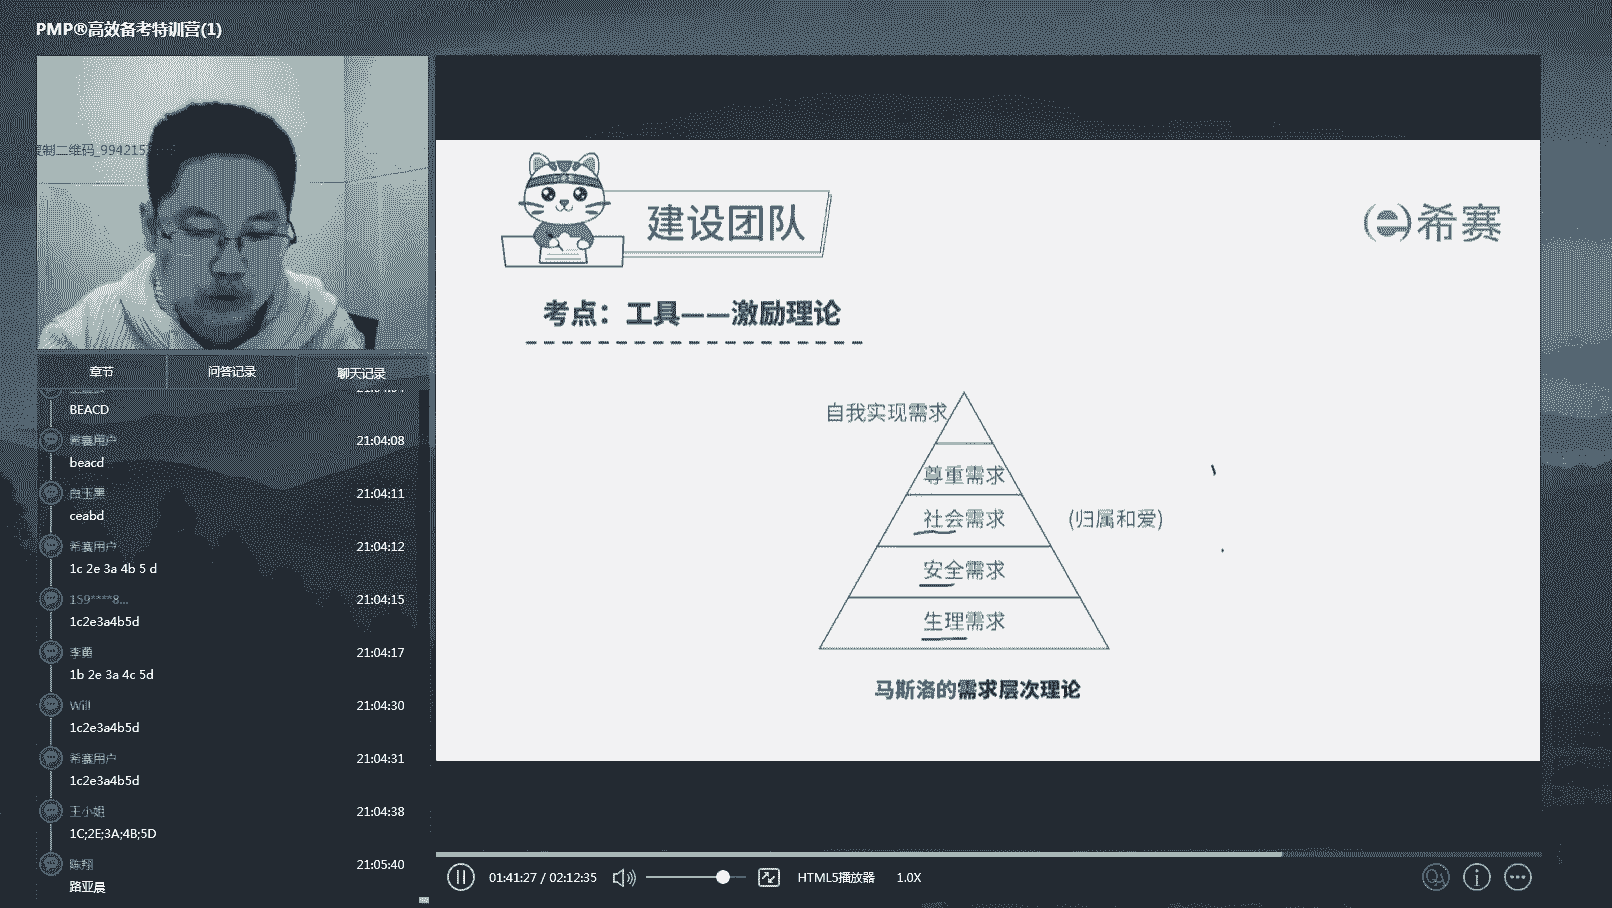 PMP®高效备考特训营(1)
复制二维码_994215
章节
问答记录
聊天记录
BEACD
希赛用户
21:04:08
beacd
白玉黑
21:04:11
ceabd
希赛用户
21:04:12
1c 2e 3a 4b 5 d
159****8...
21:04:15
1c2e3a4b5d
21:04:17
1b 2e 3a 4c 5d
Will
21:04:30
1c2e3a4b5d
希赛用户
21:04:31
1c2e3a4b5d
王小姐
21:04:38
1C;2E;3A;4B;5D
陈翔
21:05:40
路亚晨
建设团队
希赛
考点：工具——激励理论
自我实现需求
尊重需求
社会需求
(归属和爱)
安全需求
生理需求
马斯洛的需求层次理论
01:41:27 / 02:12:35
HTML5播放器
1.0X